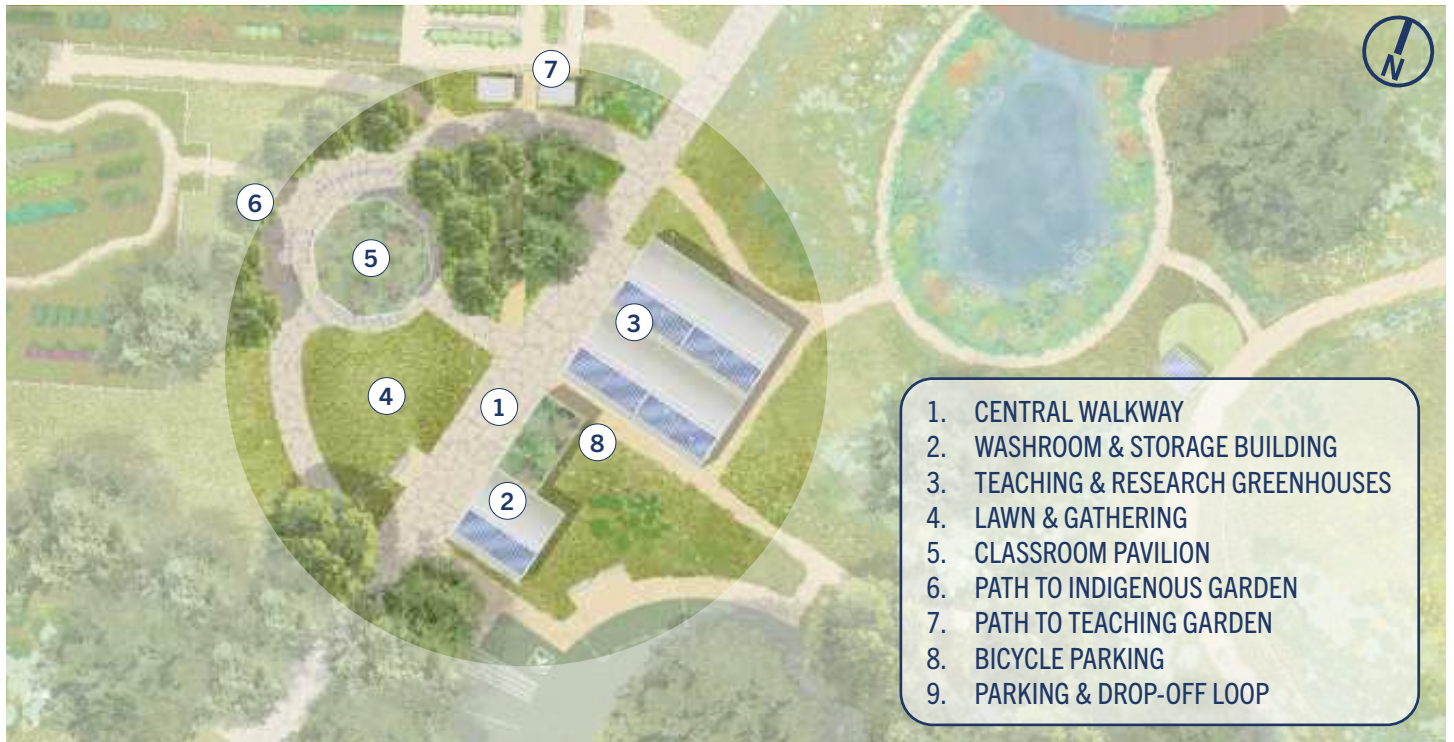 7
N
6
5
3
4
1
8
2
1. CENTRAL WALKWAY
2. WASHROOM & STORAGE BUILDING
3. TEACHING & RESEARCH GREENHOUSES
4. LAWN & GATHERING
5. CLASSROOM PAVILION
6. PATH TO INDIGENOUS GARDEN
7. PATH TO TEACHING GARDEN
8. BICYCLE PARKING
9. PARKING & DROP-OFF LOOP